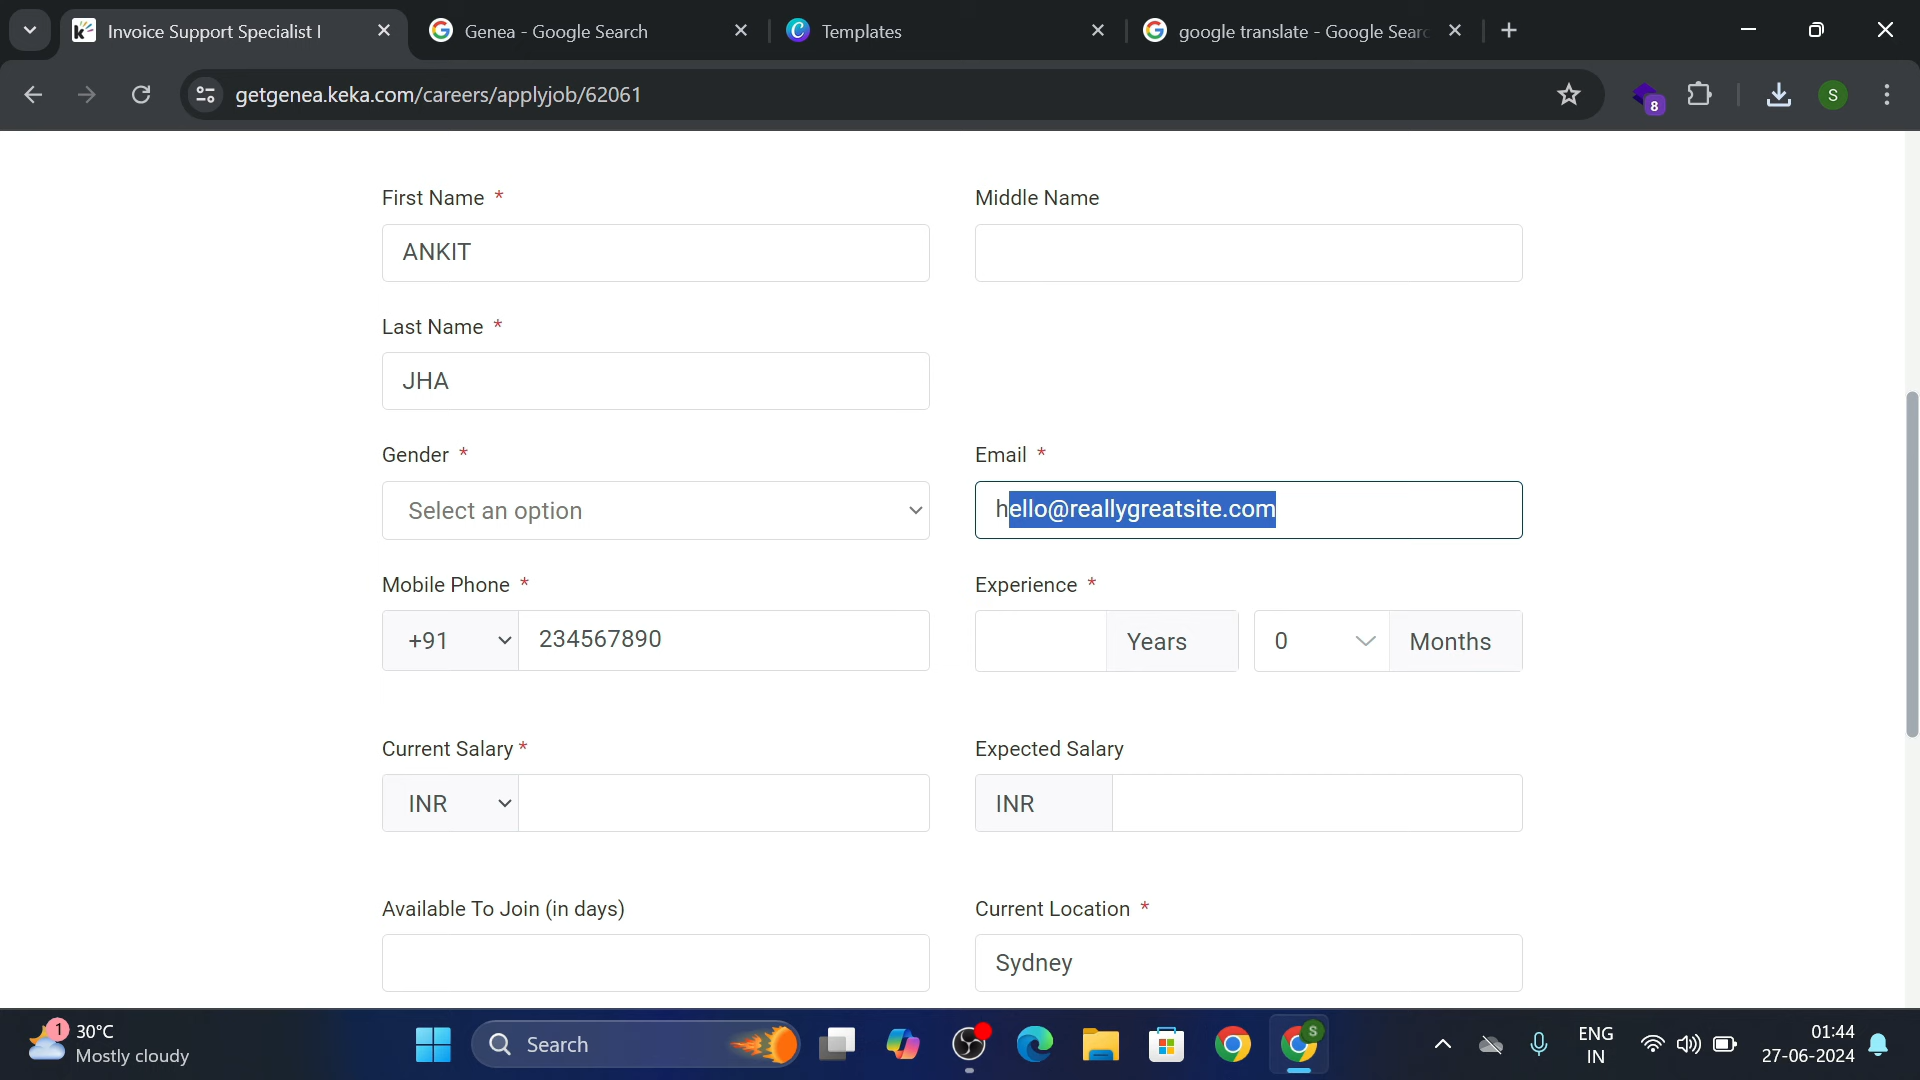 Invoice Support Specialist I
Genea - Google Search
Templates
google translate - Google Sear
getgenea.keka.com/careers/applyjob/62061
8
S
First Name *
Middle Name
ANKIT
Last Name *
JHA
Gender *
Email *
Select an option
hello@reallygreatsite.com
Mobile Phone *
Experience *
+91
234567890
Years
0
Months
Current Salary *
Expected Salary
INR
INR
Available To Join (in days)
Current Location *
Sydney
1
30°C
Mostly cloudy
Search
S
ENG
IN
01:44
27-06-2024